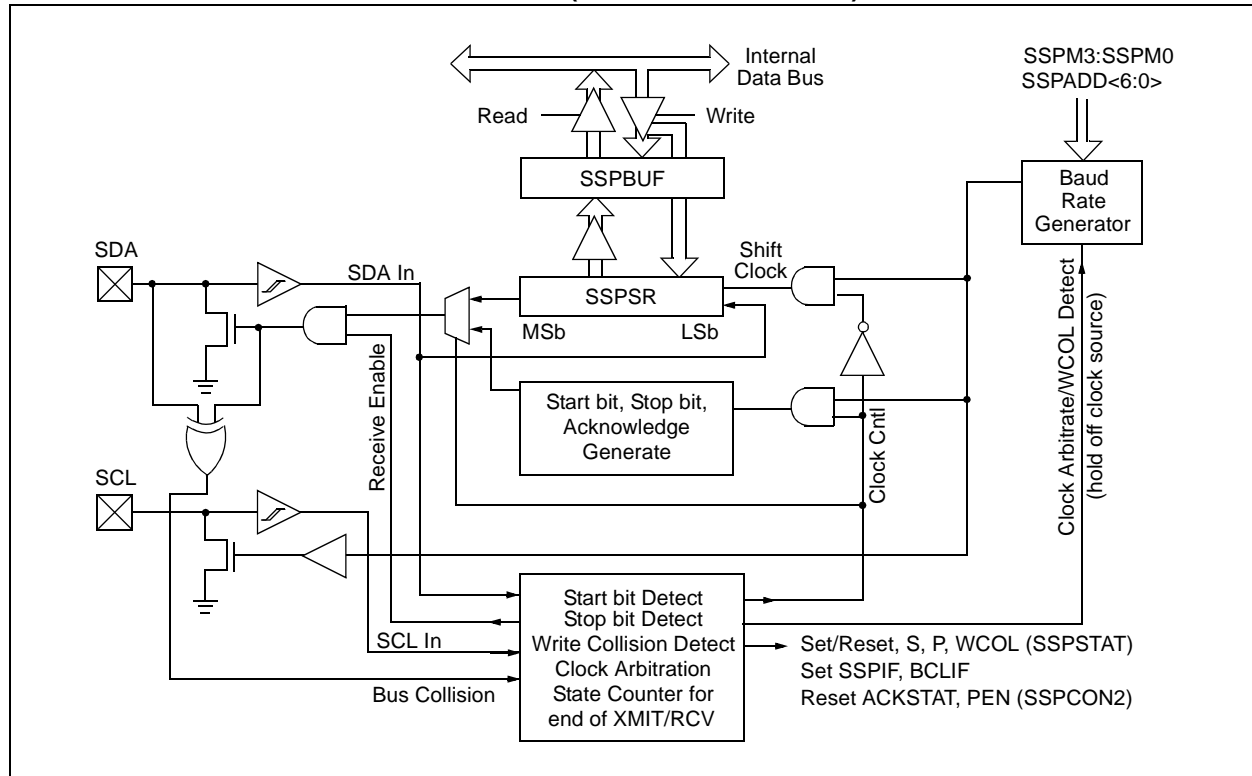 Internal
Data Bus
SSPM3:SSPM0
SSPADD<6:0>
Read
Write
SSPBUF
Baud
Rate
Generator
SDA
SDA In
Shift
Clock
SSPSR
MSb
LSb
Receive Enable
Start bit, Stop bit,
Acknowledge
Generate
Clock Cntl
Clock Arbitrate/WCOL Detect
(hold off clock source)
SCL
SCL In
Bus Collision
Start bit Detect
Stop bit Detect
Write Collision Detect
Clock Arbitration
State Counter for
end of XMIT/RCV
Set/Reset, S, P, WCOL (SSPSTAT)
Set SSPIF, BCLIF
Reset ACKSTAT, PEN (SSPCON2)